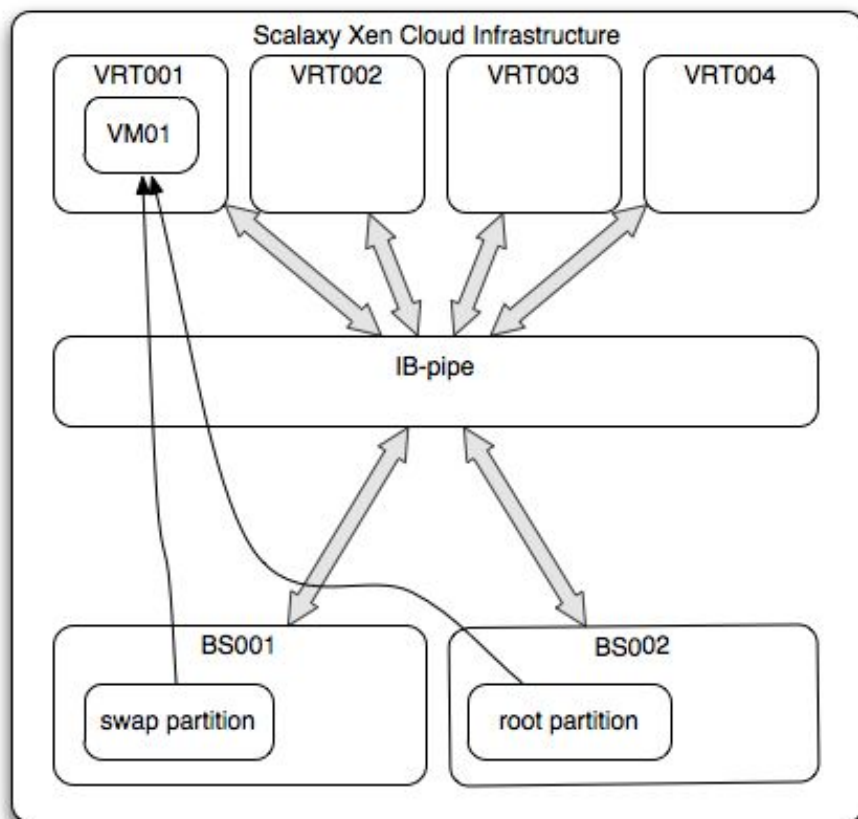 Scalaxy Xen Cloud Infrastructure
VRT001
VRT002
VRT003
VRT004
VM01
IB-pipe
BS001
BS002
swap partition
root partition